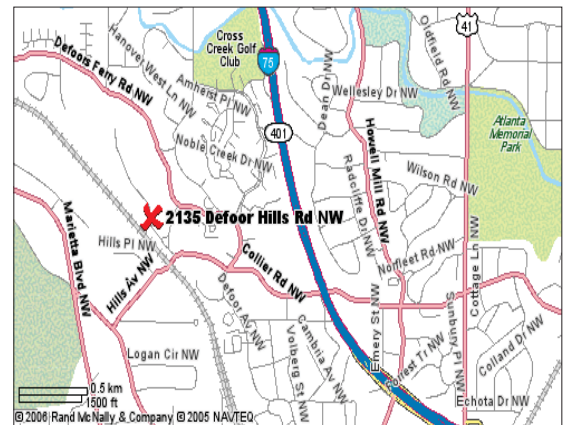 Cross
Creek Golf
Club
75
401
41
Defoors Ferry Rd NW
Hanover West Ln NW
Amherst Pl NW
Noble Creek Dr NW
Dean Dr NW
Wellesley Dr NW
Oldfield Rd NW
Atlanta
Memorial
Park
Howell Mill Rd NW
Radcliffe Dr NW
Wilson Rd NW
2135 Defoor Hills Rd NW
Marietta Blvd NW
Hills Pl NW
Hills Av NW
Collier Rd NW
Norfleet Rd NW
Cottage Ln NW
Defoor Av NW
Volberg St NW
Cambria Av NW
Emery St NW
Forrest Tr NW
Sunbury Pl NW
Colland Dr NW
Logan Cir NW
Echota Dr NW
0.5 km
1500 ft
© 2006 Rand McNally & Company © 2005 NAVTEQ